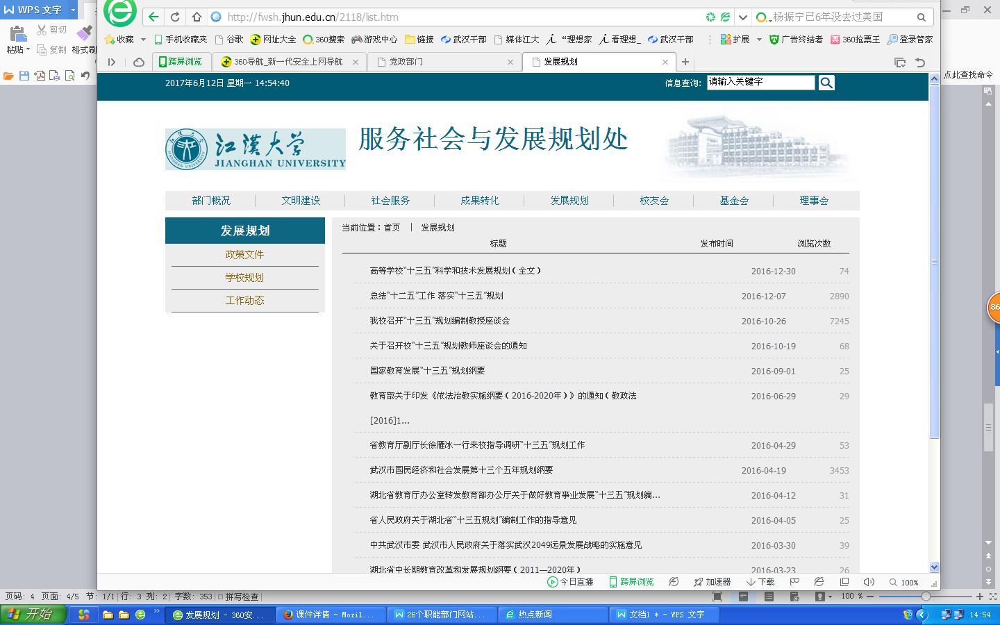 WPS 文字
http://fwsh.jhun.edu.cn/2118/list.htm
杨振宁已6年没去过美国
粘贴 剪切 复制 格式刷
收藏 手机收藏夹 谷歌 网址大全 360搜索 游戏中心 链接 武汉干部 媒体江大 “理想家 看理想_ 武汉干部 扩展 广告终结者 360抢票王 登录管家
跨屏浏览 360导航_新一代安全上网导航 党政部门 发展规划
点此查找命令
2017年6月12日 星期一 14:54:40
信息查询: 请输入关键字
江汉大学
JIANGHAN UNIVERSITY
服务社会与发展规划处
部门概况 文明建设 社会服务 成果转化 发展规划 校友会 基金会 理事会
发展规划
政策文件
学校规划
工作动态
当前位置：首页 | 发展规划
标题 发布时间 浏览次数
高等学校“十三五”科学和技术发展规划（全文） 2016-12-30 74
总结“十二五”工作 落实“十三五”规划 2016-12-07 2890
我校召开“十三五”规划编制教授座谈会 2016-10-26 7245
关于召开校“十三五”规划教师座谈会的通知 2016-10-19 68
国家教育发展“十三五”规划纲要 2016-09-01 25
教育部关于印发《依法治教实施纲要（2016-2020年）》的通知（教政法 2016-06-29 29
[2016]1...
省教育厅副厅长徐雁冰一行来校指导调研“十三五”规划工作 2016-04-29 53
武汉市国民经济和社会发展第十三个五年规划纲要 2016-04-19 3453
湖北省教育厅办公室转发教育部办公厅关于做好教育事业发展“十三五”规划编... 2016-04-12 31
省人民政府关于湖北省“十三五规划”编制工作的指导意见 2016-04-05 25
中共武汉市委 武汉市人民政府关于落实武汉2049远景发展战略的实施意见 2016-03-30 39
湖北省中长期教育改革和发展规划纲要（2011—2020年） 2016-03-23 26
86
今日直播 跨屏浏览 加速器 下载 100%
页码: 4 页面: 4/5 节: 1/1 行: 3 列: 2 字数: 353 拼写检查 100 %
开始 发展规划 - 360安... 课件详情 - Mozil... 26个职能部门网站... 热点新闻 文档1 * - WPS 文字 14:54